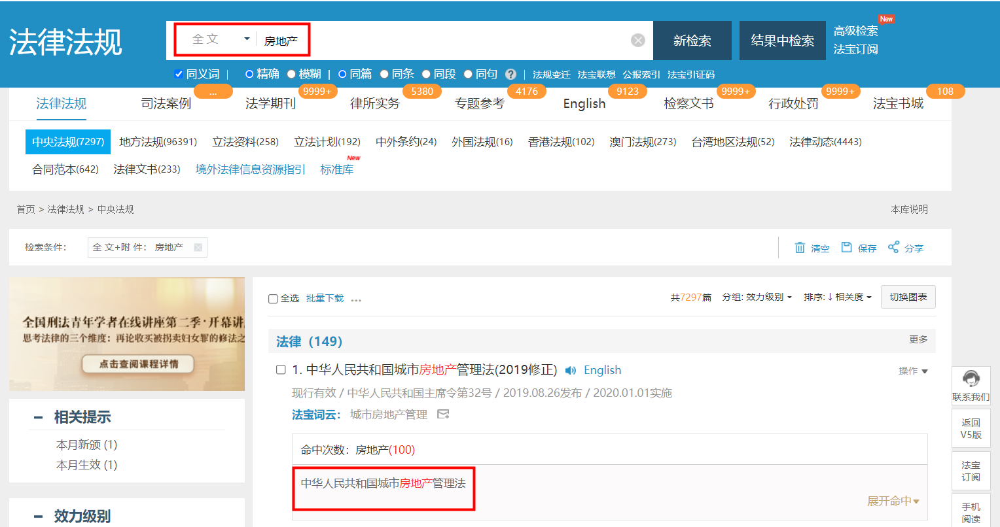 法律法规
全 文 房地产
新检索
结果中检索
高级检索
New
法宝订阅
同义词 | 精确 模糊 | 同篇 同条 同段 同句 ? | 法规变迁 法宝联想 公报索引 法宝引证码
... 9999+ 5380 4176 9123 9999+ 9999+ 108
法律法规 司法案例 法学期刊 律所实务 专题参考 English 检察文书 行政处罚 法宝书城
中央法规(7297) 地方法规(96391) 立法资料(258) 立法计划(192) 中外条约(24) 外国法规(16) 香港法规(102) 澳门法规(273) 台湾地区法规(52) 法律动态(4443)
合同范本(642) 法律文书(233) 境外法律信息资源指引 标准库 New
首页 > 法律法规 > 中央法规
本库说明
检索条件： 全 文+附 件： 房地产
清空 保存 分享
全国刑法青年学者在线讲座第二季·开幕讲
思考法律的三个维度：再论收买被拐卖妇女罪的修法之
点击查阅课程详情
相关提示
本月新颁 (1)
本月生效 (1)
效力级别
全选 批量下载 ...
共7297篇 分组: 效力级别 排序:↓相关度 切换图表
法律（149）
更多
1. 中华人民共和国城市房地产管理法(2019修正) English
操作
现行有效 / 中华人民共和国主席令第32号 / 2019.08.26发布 / 2020.01.01实施
法宝词云： 城市房地产管理
命中次数：房地产(100)
中华人民共和国城市房地产管理法
展开命中
联系我们
返回
V5版
法宝
订阅
手机
阅读